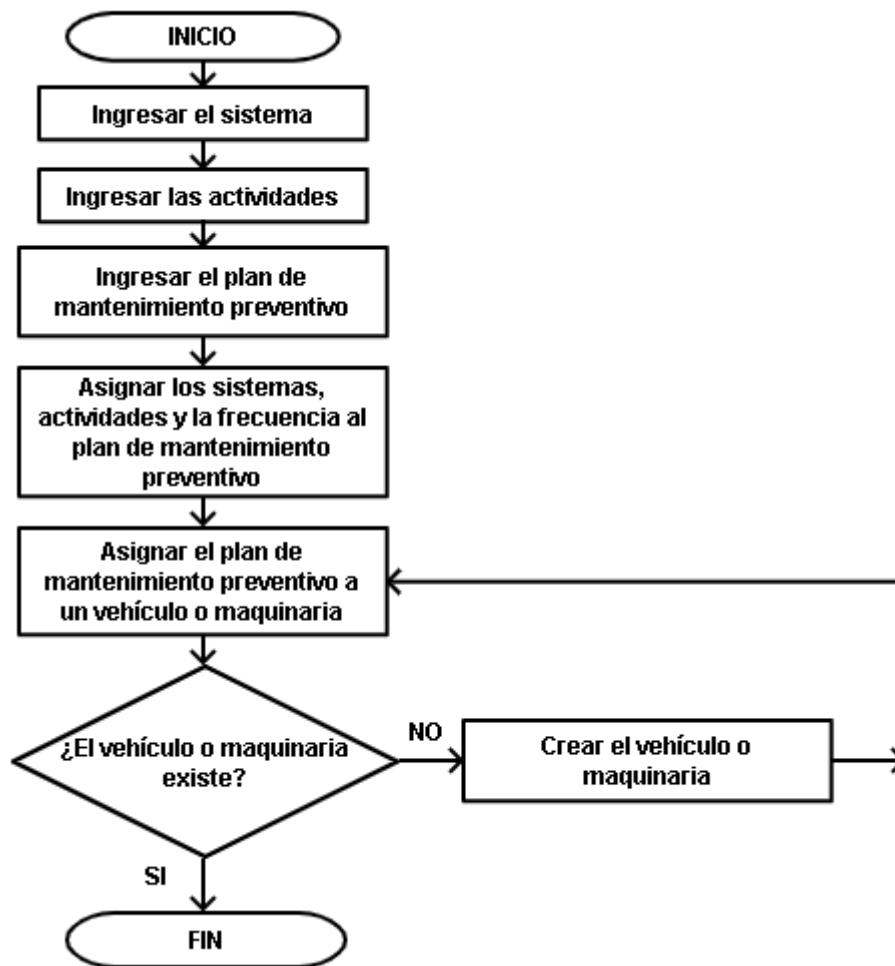 INICIO
Ingresar el sistema
Ingresar las actividades
Ingresar el plan de
mantenimiento preventivo
Asignar los sistemas,
actividades y la frecuencia al
plan de mantenimiento
preventivo
Asignar el plan de
mantenimiento preventivo a
un vehículo o maquinaria
¿El vehículo o maquinaria
existe?
NO
Crear el vehículo o
maquinaria
SI
FIN